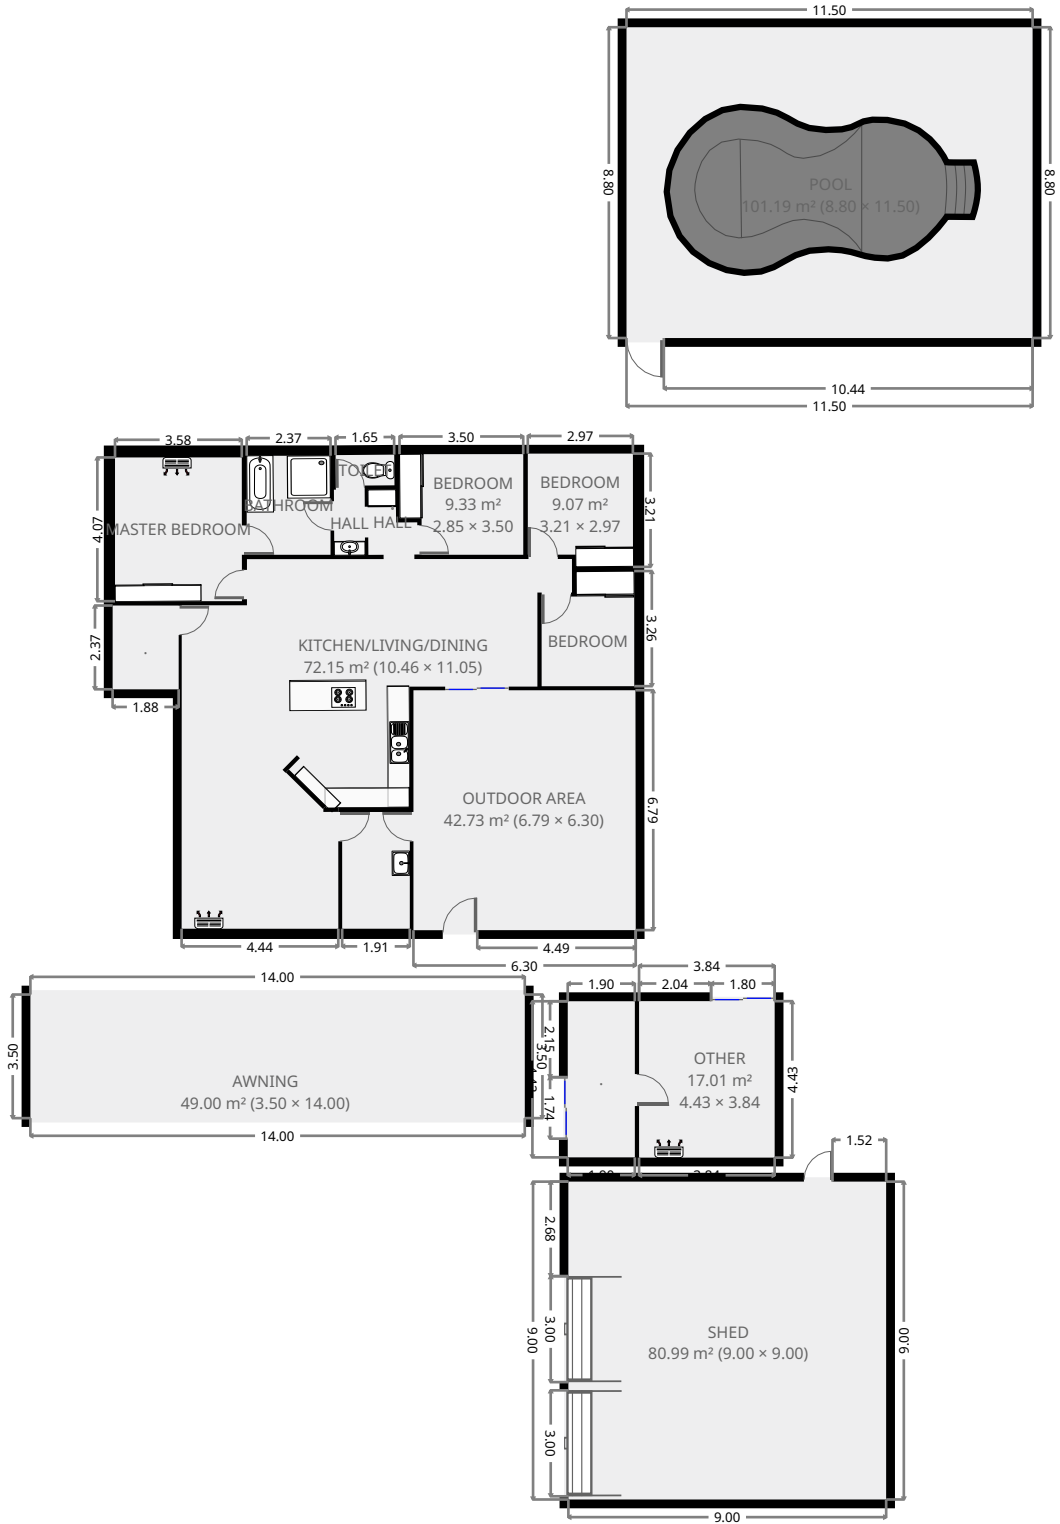 11.50
8.80
8.80
POOL
101.19 m² (8.80 × 11.50)
10.44
11.50
3.58
2.37
1.65
3.50
2.97
TOILE
BEDROOM
9.33 m²
2.85 × 3.50
BEDROOM
9.07 m²
3.21 × 2.97
3.21
BATHROOM
HALL
HALL
MASTER BEDROOM
4.07
3.26
BEDROOM
KITCHEN/LIVING/DINING
72.15 m² (10.46 × 11.05)
2.37
1.88
OUTDOOR AREA
42.73 m² (6.79 × 6.30)
6.79
4.44
1.91
4.49
6.30
3.84
14.00
1.90
2.04
1.80
3.50
3.50
2.15
AWNING
49.00 m² (3.50 × 14.00)
1.74
OTHER
17.01 m²
4.43 × 3.84
4.43
14.00
1.52
1.90
3.84
2.68
3.00
9.00
SHED
80.99 m² (9.00 × 9.00)
9.00
3.00
9.00